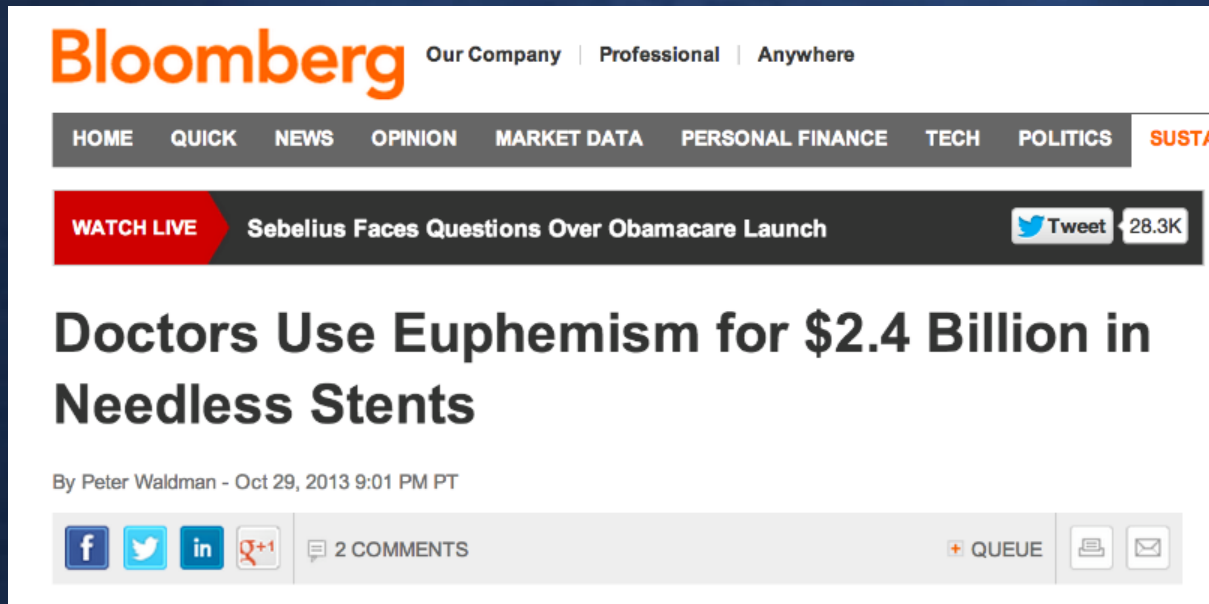 Bloomberg Our Company Professional Anywhere
HOME QUICK NEWS OPINION MARKET DATA PERSONAL FINANCE TECH POLITICS SUSTA
WATCH LIVE Sebelius Faces Questions Over Obamacare Launch Tweet 28.3K
Doctors Use Euphemism for $2.4 Billion in
Needless Stents
By Peter Waldman - Oct 29, 2013 9:01 PM PT
f in g+1 2 COMMENTS + QUEUE